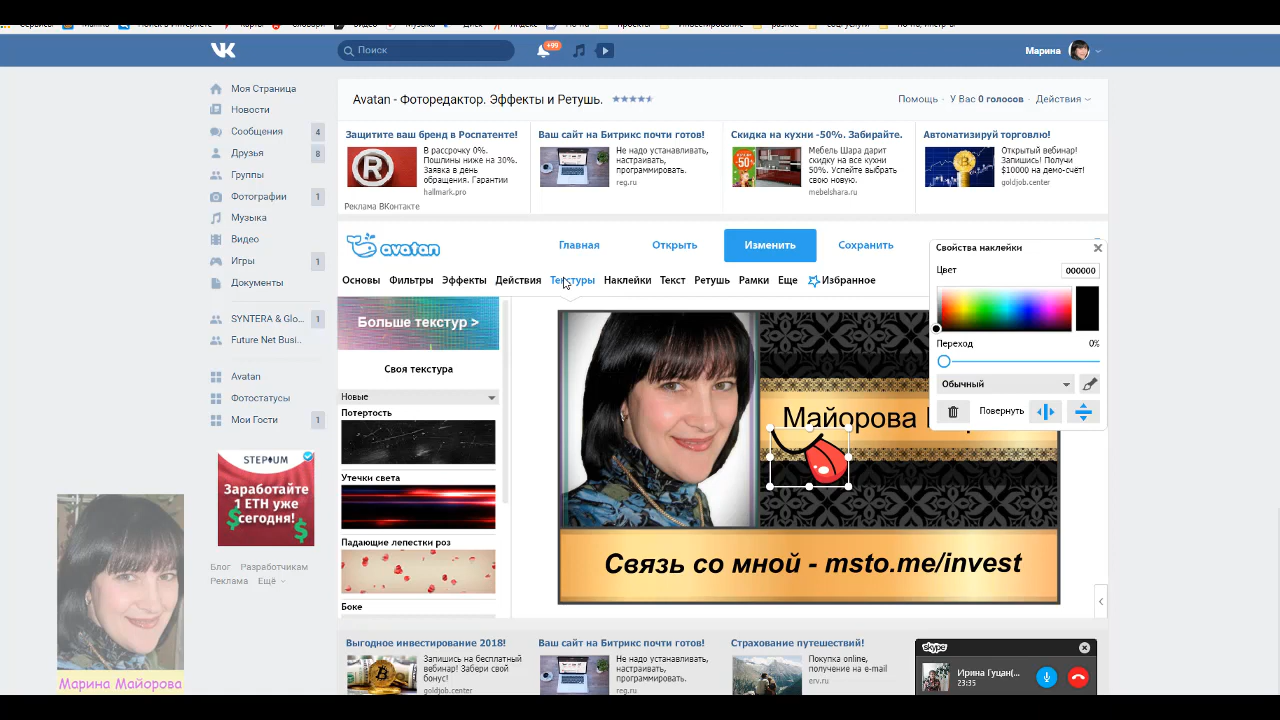 Поиск
+99
Марина
Моя Страница
Новости
Сообщения 4
Друзья 8
Группы
Фотографии 1
Музыка
Видео
Игры 1
Документы
SYNTERA & Glo... 1
Future Net Busi..
Avatan
Фотостатусы
Мои Гости 1
STEPIUM
Заработайте
1 ETH уже
сегодня!
Блог Разработчикам
Реклама Ещё
Марина Майорова
Avatan - Фоторедактор. Эффекты и Ретушь.
Помощь У Вас 0 голосов Действия
Защитите ваш бренд в Роспатенте!
В рассрочку 0%.
Пошлины ниже на 30%.
Заявка в день
обращения. Гарантии
hallmark.pro
Ваш сайт на Битрикс почти готов!
Не надо устанавливать,
настраивать,
программировать.
reg.ru
Скидка на кухни -50%. Забирайте.
-50%
Мебель Шара дарит
скидку на все кухни
50%. Успейте выбрать
свою новую.
mebelshara.ru
Автоматизируй торговлю!
Открытый вебинар!
Запишись! Получи
$10000 на демо-счёт!
goldjob.center
Реклама ВКонтакте
avatan
Главная Открыть Изменить Сохранить
Основы Фильтры Эффекты Действия Текстуры Наклейки Текст Ретушь Рамки Еще Избранное
Больше текстур >
Своя текстура
Новые
Потертость
Утечки света
Падающие лепестки роз
Боке
Майорова
Связь со мной - msto.me/invest
Свойства наклейки
Цвет 000000
Переход 0%
Обычный
Повернуть
Выгодное инвестирование 2018!
Запишись на бесплатный
вебинар! Забери свой
бонус!
goldjob.center
Ваш сайт на Битрикс почти готов!
Не надо устанавливать,
настраивать,
программировать.
reg.ru
Страхование путешествий!
Покупка online,
получение на e-mail
erv.ru
skype
Ирина Гуцан(...
23:35